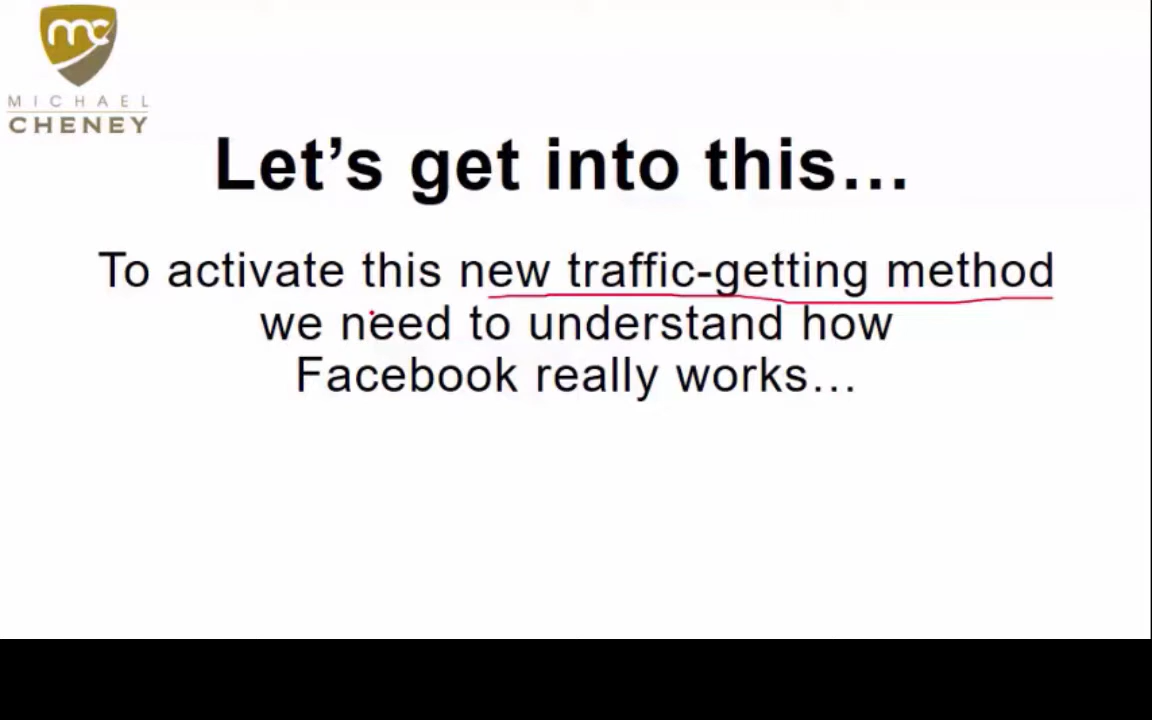 mc
MICHAEL
CHENEY
Let’s get into this…
To activate this new traffic-getting method
we need to understand how
Facebook really works…